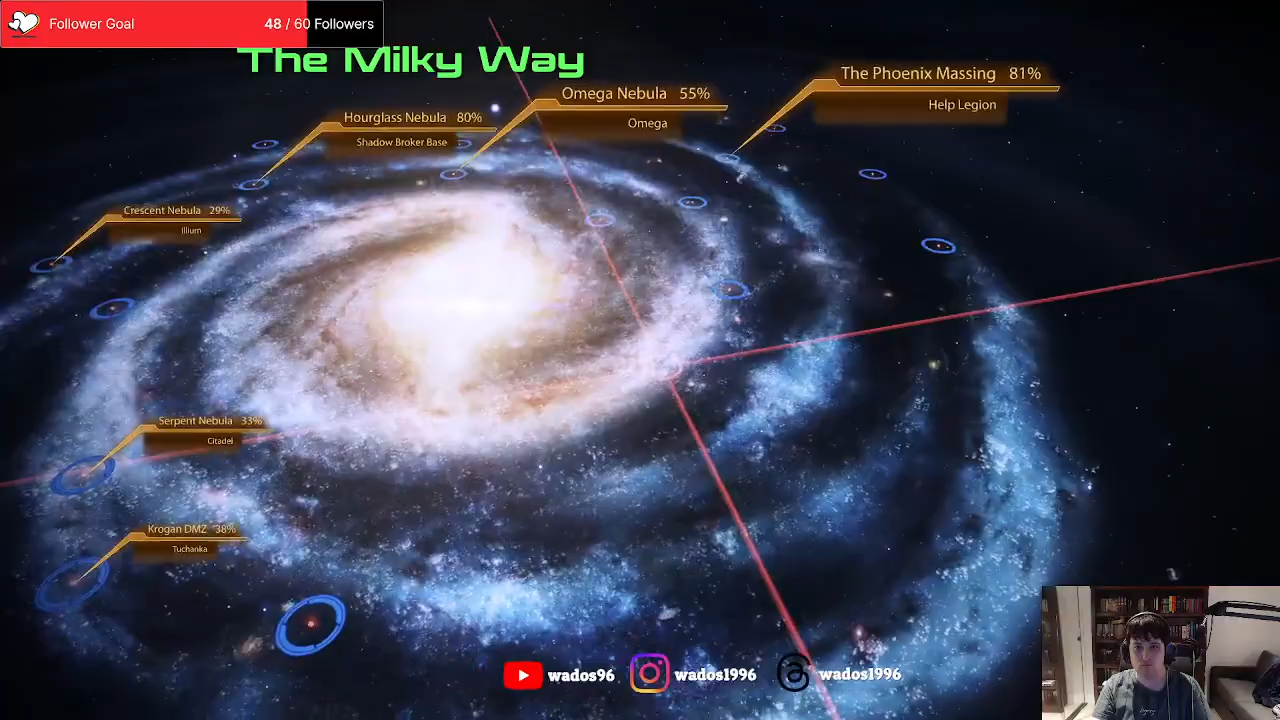 Follower Goal 48 / 60 Followers
The Milky Way
The Phoenix Massing 81%
Help Legion
Omega Nebula 55%
Omega
Hourglass Nebula 80%
Shadow Broker Base
Crescent Nebula 29%
Illium
Serpent Nebula 33%
Citadel
Krogan DMZ 38%
Tuchanka
wados96 wados1996 wados1996